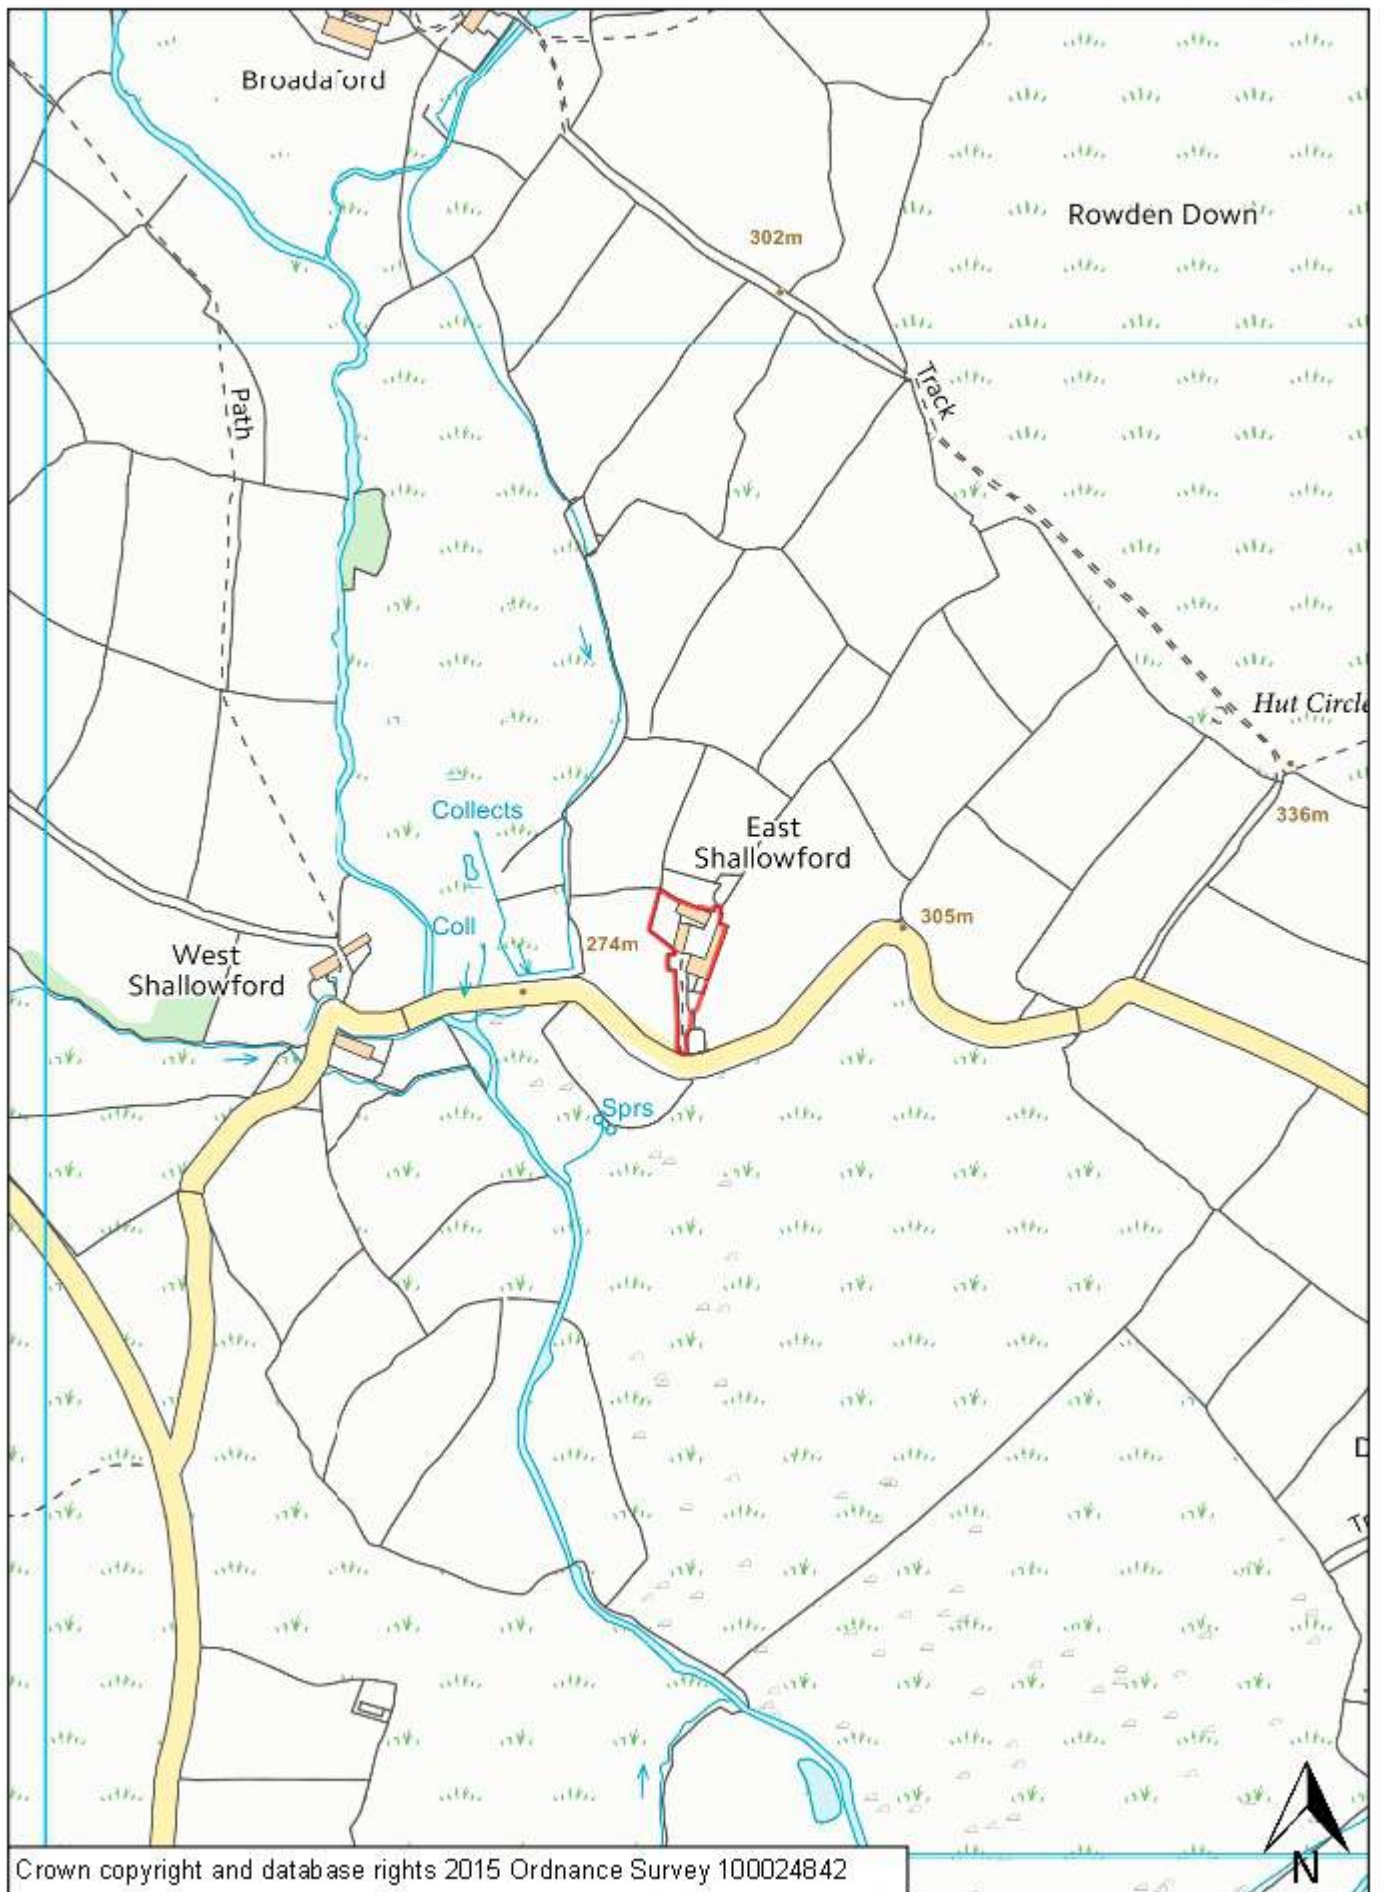 Broadaford
Rowden Down
302m
Track
Path
Hut Circle
336m
Collects
East
Shallowford
Coll
274m
305m
West
Shallowford
Sprs
D
Tr
N
Crown copyright and database rights 2015 Ordnance Survey 100024842